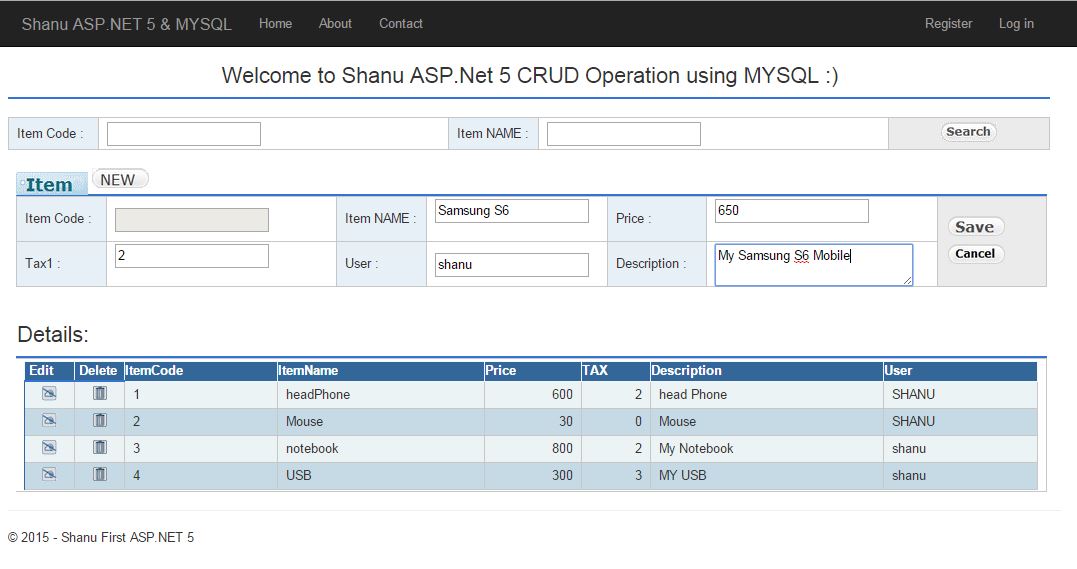 Shanu ASP.NET 5 & MYSQL Home About Contact Register Log in
Welcome to Shanu ASP.Net 5 CRUD Operation using MYSQL :)
Item Code : Item NAME : Search
Item NEW
Item Code : Item NAME : Samsung S6 Price : 650 Save
Tax1 : 2 User : shanu Description : My Samsung S6 Mobile Cancel
Details:
Edit Delete ItemCode ItemName Price TAX Description User
1 headPhone 600 2 head Phone SHANU
2 Mouse 30 0 Mouse SHANU
3 notebook 800 2 My Notebook shanu
4 USB 300 3 MY USB shanu
© 2015 - Shanu First ASP.NET 5